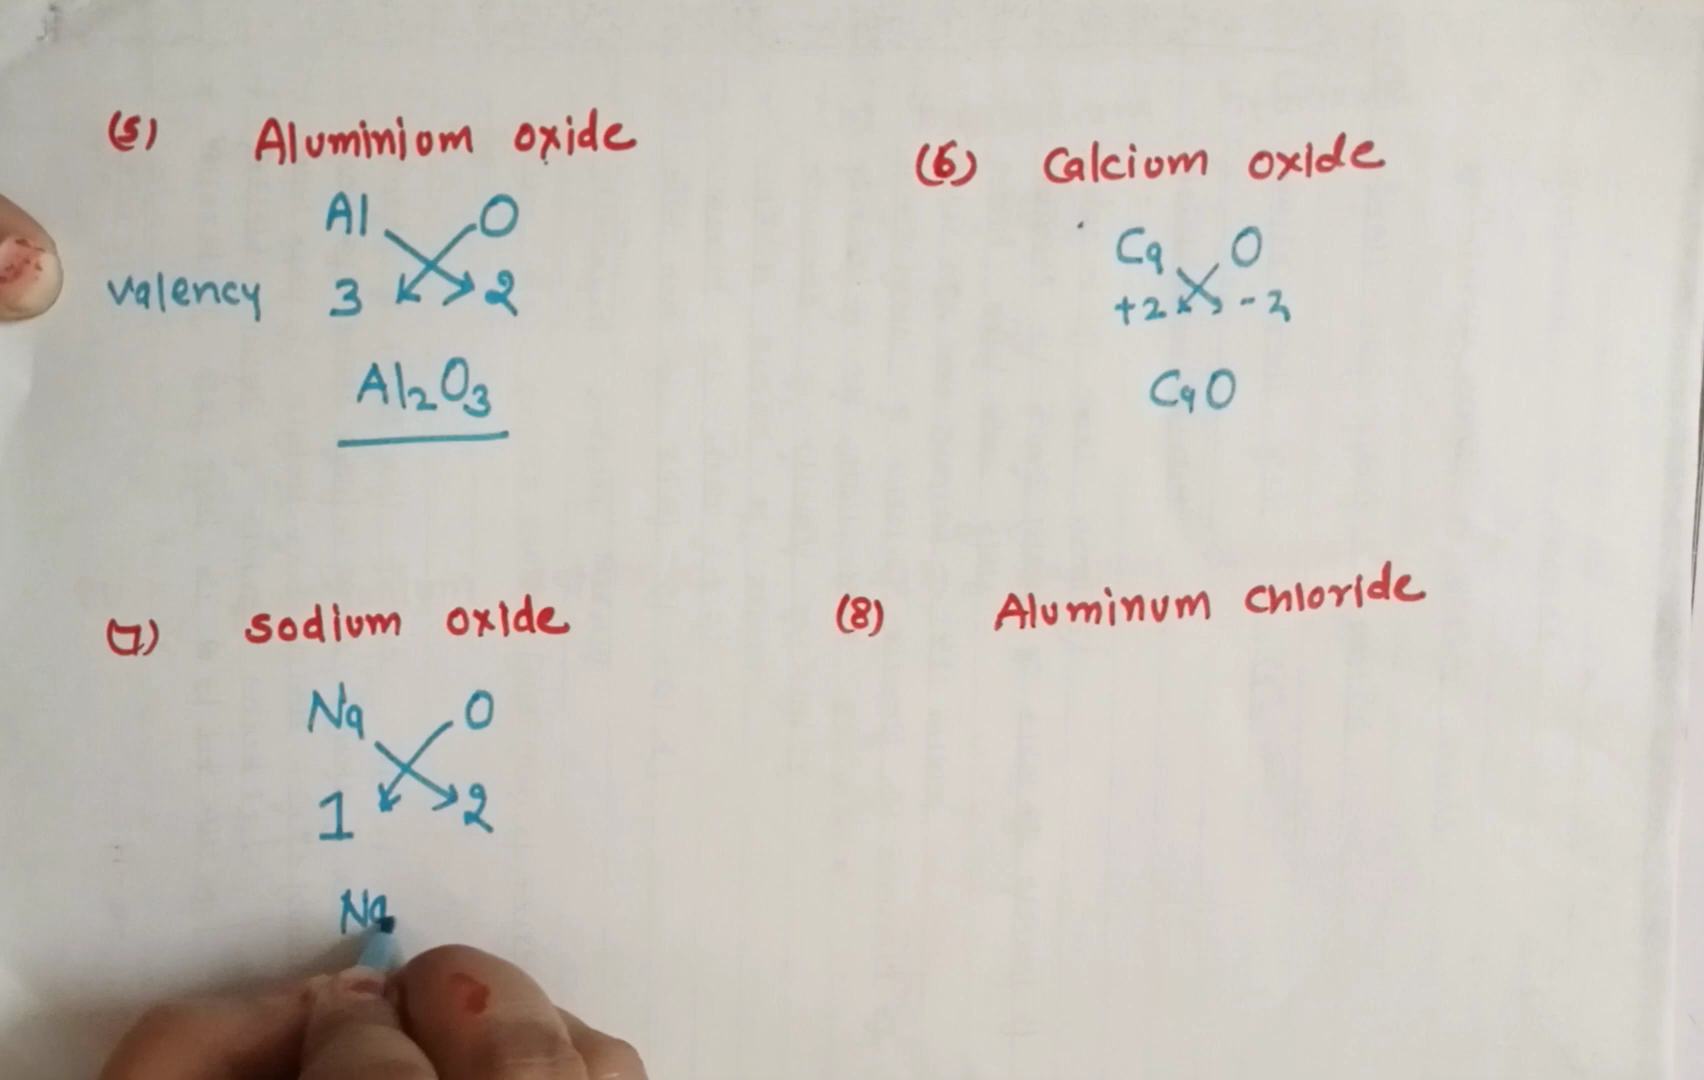 (5) Aluminiom oxide
Al O
valency 3 2
Al₂O₃
(6) Calciom oxide
Ca O
+2 -2
CaO
(7) sodium oxide
Na O
1 2
Na
(8) Aluminum chloride